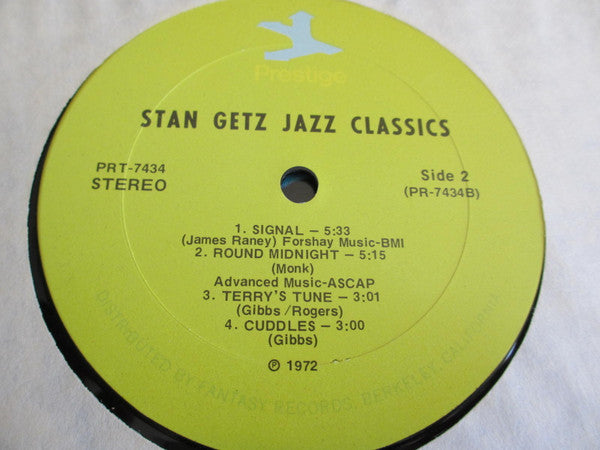 Prestige
STAN GETZ JAZZ CLASSICS
PRT-7434
STEREO
Side 2
(PR-7434B)
1. SIGNAL – 5:33
(James Raney) Forshay Music-BMI
2. ROUND MIDNIGHT – 5:15
(Monk)
Advanced Music-ASCAP
3. TERRY'S TUNE – 3:01
(Gibbs/Rogers)
4. CUDDLES – 3:00
(Gibbs)
℗ 1972
DISTRIBUTED BY FANTASY RECORDS, BERKELEY CALIFORNIA